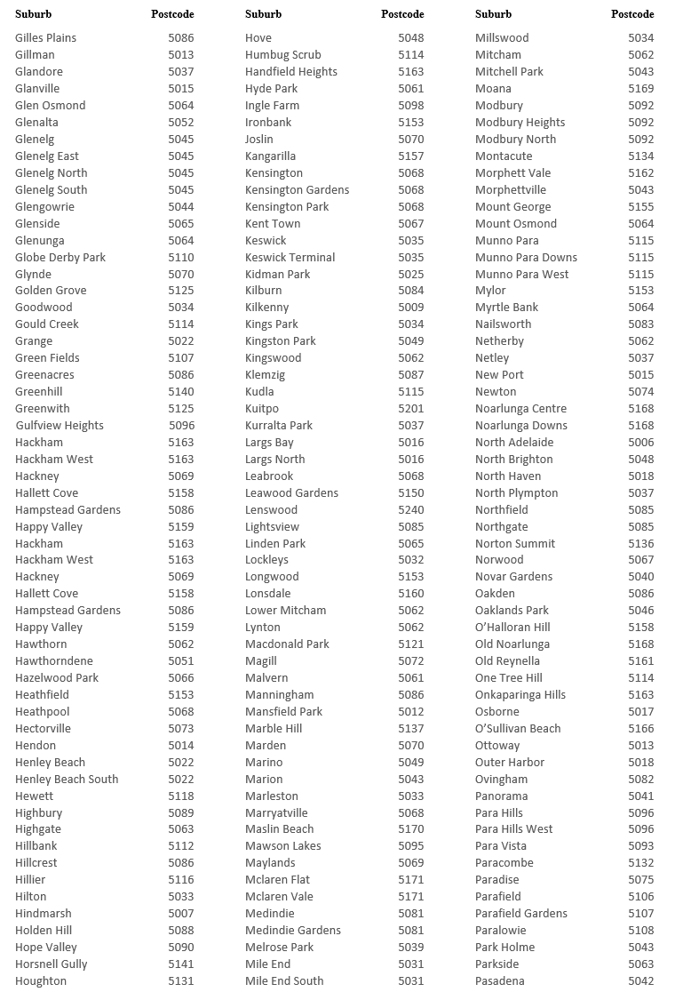 Suburb Postcode Suburb Postcode Suburb Postcode
Gilles Plains 5086 Hove 5048 Millswood 5034
Gillman 5013 Humbug Scrub 5114 Mitcham 5062
Glandore 5037 Handfield Heights 5163 Mitchell Park 5043
Glanville 5015 Hyde Park 5061 Moana 5169
Glen Osmond 5064 Ingle Farm 5098 Modbury 5092
Glenalta 5052 Ironbank 5153 Modbury Heights 5092
Glenelg 5045 Joslin 5070 Modbury North 5092
Glenelg East 5045 Kangarilla 5157 Montacute 5134
Glenelg North 5045 Kensington 5068 Morphett Vale 5162
Glenelg South 5045 Kensington Gardens 5068 Morphettville 5043
Glengowrie 5044 Kensington Park 5068 Mount George 5155
Glenside 5065 Kent Town 5067 Mount Osmond 5064
Glenunga 5064 Keswick 5035 Munno Para 5115
Globe Derby Park 5110 Keswick Terminal 5035 Munno Para Downs 5115
Glynde 5070 Kidman Park 5025 Munno Para West 5115
Golden Grove 5125 Kilburn 5084 Mylor 5153
Goodwood 5034 Kilkenny 5009 Myrtle Bank 5064
Gould Creek 5114 Kings Park 5034 Nailsworth 5083
Grange 5022 Kingston Park 5049 Netherby 5062
Green Fields 5107 Kingswood 5062 Netley 5037
Greenacres 5086 Klemzig 5087 New Port 5015
Greenhill 5140 Kudla 5115 Newton 5074
Greenwith 5125 Kuitpo 5201 Noarlunga Centre 5168
Gulfview Heights 5096 Kurralta Park 5037 Noarlunga Downs 5168
Hackham 5163 Largs Bay 5016 North Adelaide 5006
Hackham West 5163 Largs North 5016 North Brighton 5048
Hackney 5069 Leabrook 5068 North Haven 5018
Hallett Cove 5158 Leawood Gardens 5150 North Plympton 5037
Hampstead Gardens 5086 Lenswood 5240 Northfield 5085
Happy Valley 5159 Lightsview 5085 Northgate 5085
Hackham 5163 Linden Park 5065 Norton Summit 5136
Hackham West 5163 Lockleys 5032 Norwood 5067
Hackney 5069 Longwood 5153 Novar Gardens 5040
Hallett Cove 5158 Lonsdale 5160 Oakden 5086
Hampstead Gardens 5086 Lower Mitcham 5062 Oaklands Park 5046
Happy Valley 5159 Lynton 5062 O’Halloran Hill 5158
Hawthorn 5062 Macdonald Park 5121 Old Noarlunga 5168
Hawthorndene 5051 Magill 5072 Old Reynella 5161
Hazelwood Park 5066 Malvern 5061 One Tree Hill 5114
Heathfield 5153 Manningham 5086 Onkaparinga Hills 5163
Heathpool 5068 Mansfield Park 5012 Osborne 5017
Hectorville 5073 Marble Hill 5137 O’Sullivan Beach 5166
Hendon 5014 Marden 5070 Ottoway 5013
Henley Beach 5022 Marino 5049 Outer Harbor 5018
Henley Beach South 5022 Marion 5043 Ovingham 5082
Hewett 5118 Marleston 5033 Panorama 5041
Highbury 5089 Marryatville 5068 Para Hills 5096
Highgate 5063 Maslin Beach 5170 Para Hills West 5096
Hillbank 5112 Mawson Lakes 5095 Para Vista 5093
Hillcrest 5086 Maylands 5069 Paracombe 5132
Hillier 5116 Mclaren Flat 5171 Paradise 5075
Hilton 5033 Mclaren Vale 5171 Parafield 5106
Hindmarsh 5007 Medindie 5081 Parafield Gardens 5107
Holden Hill 5088 Medindie Gardens 5081 Paralowie 5108
Hope Valley 5090 Melrose Park 5039 Park Holme 5043
Horsnell Gully 5141 Mile End 5031 Parkside 5063
Houghton 5131 Mile End South 5031 Pasadena 5042